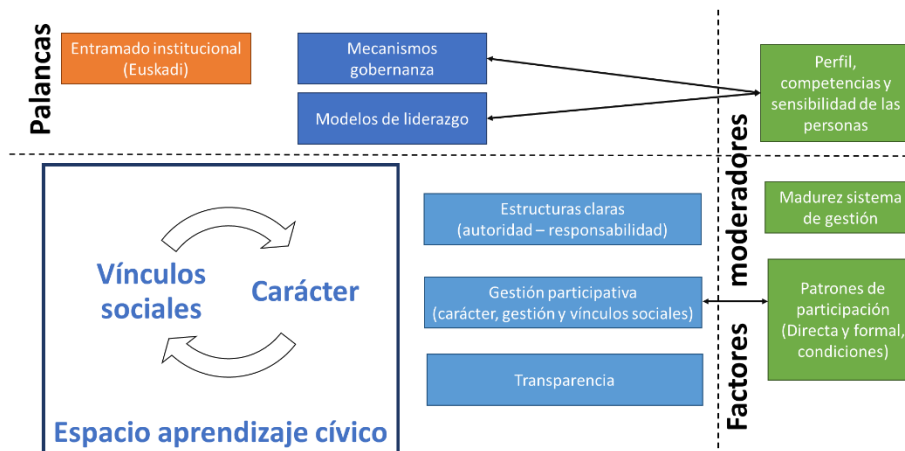 Palancas
Entramado institucional
(Euskadi)
Mecanismos
gobernanza
Modelos de liderazgo
Perfil,
competencias y
sensibilidad de las
personas
Factores moderadores
Vínculos
sociales
Carácter
Espacio aprendizaje cívico
Estructuras claras
(autoridad – responsabilidad)
Gestión participativa
(carácter, gestión y vínculos sociales)
Transparencia
Madurez sistema
de gestión
Patrones de
participación
(Directa y formal,
condiciones)